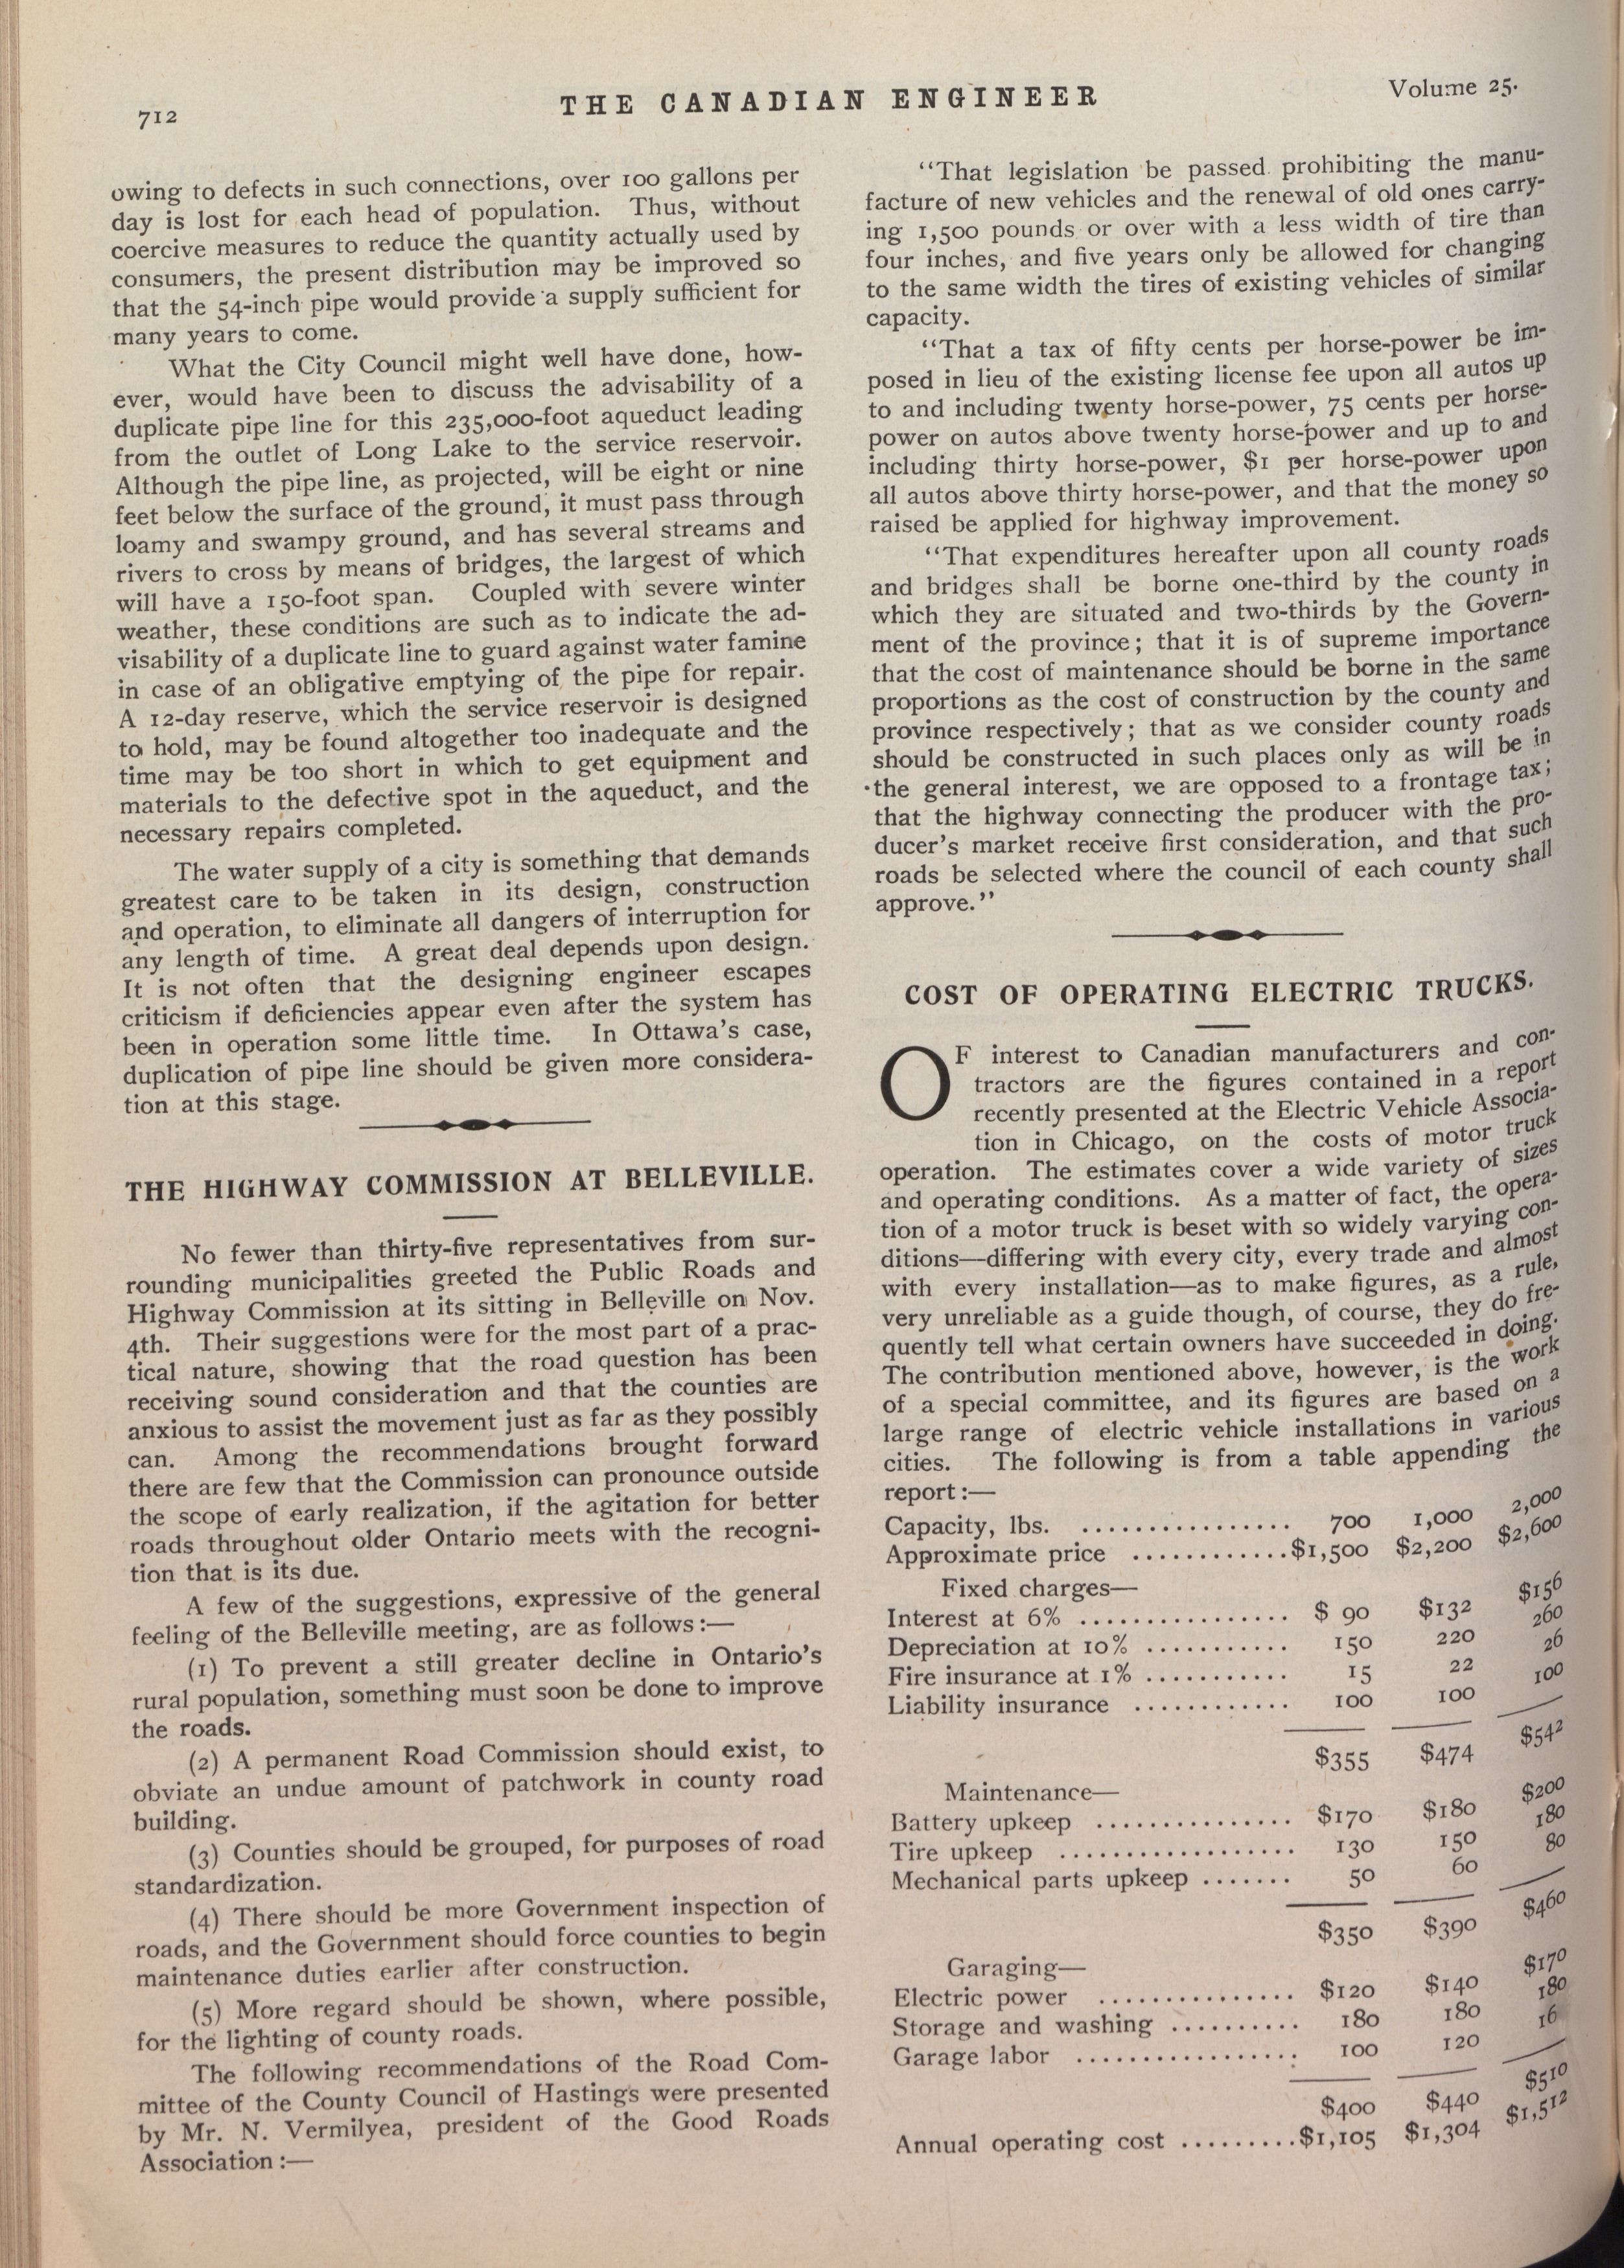 712
THE CANADIAN ENGINEER
Volume 25.
owing to defects in such connections, over 100 gallons per
day is lost for each head of population. Thus, without
coercive measures to reduce the quantity actually used by
consumers, the present distribution may be improved so
that the 54-inch pipe would provide a supply sufficient for
many years to come.
What the City Council might well have done, how-
ever, would have been to discuss the advisability of a
duplicate pipe line for this 235,000-foot aqueduct leading
from the outlet of Long Lake to the service reservoir.
Although the pipe line, as projected, will be eight or nine
feet below the surface of the ground, it must pass through
loamy and swampy ground, and has several streams and
rivers to cross by means of bridges, the largest of which
will have a 150-foot span. Coupled with severe winter
weather, these conditions are such as to indicate the ad-
visability of a duplicate line to guard against water famine
in case of an obligative emptying of the pipe for repair.
A 12-day reserve, which the service reservoir is designed
to hold, may be found altogether too inadequate and the
time may be too short in which to get equipment and
materials to the defective spot in the aqueduct, and the
necessary repairs completed.
The water supply of a city is something that demands
greatest care to be taken in its design, construction
and operation, to eliminate all dangers of interruption for
any length of time. A great deal depends upon design.
It is not often that the designing engineer escapes
criticism if deficiencies appear even after the system has
been in operation some little time. In Ottawa's case,
duplication of pipe line should be given more considera-
tion at this stage.
THE HIGHWAY COMMISSION AT BELLEVILLE.
No fewer than thirty-five representatives from sur-
rounding municipalities greeted the Public Roads and
Highway Commission at its sitting in Belleville on Nov.
4th. Their suggestions were for the most part of a prac-
tical nature, showing that the road question has been
receiving sound consideration and that the counties are
anxious to assist the movement just as far as they possibly
can. Among the recommendations brought forward
there are few that the Commission can pronounce outside
the scope of early realization, if the agitation for better
roads throughout older Ontario meets with the recogni-
tion that is its due.
A few of the suggestions, expressive of the general
feeling of the Belleville meeting, are as follows:—
(1) To prevent a still greater decline in Ontario's
rural population, something must soon be done to improve
the roads.
(2) A permanent Road Commission should exist, to
obviate an undue amount of patchwork in county road
building.
(3) Counties should be grouped, for purposes of road
standardization.
(4) There should be more Government inspection of
roads, and the Government should force counties to begin
maintenance duties earlier after construction.
(5) More regard should be shown, where possible,
for the lighting of county roads.
The following recommendations of the Road Com-
mittee of the County Council of Hastings were presented
by Mr. N. Vermilyea, president of the Good Roads
Association:—
"That legislation be passed prohibiting the manu-
facture of new vehicles and the renewal of old ones carry-
ing 1,500 pounds or over with a less width of tire than
four inches, and five years only be allowed for changing
to the same width the tires of existing vehicles of similar
capacity.
"That a tax of fifty cents per horse-power be im-
posed in lieu of the existing license fee upon all autos up
to and including twenty horse-power, 75 cents per horse-
power on autos above twenty horse-power and up to and
including thirty horse-power, $1 per horse-power upon
all autos above thirty horse-power, and that the money so
raised be applied for highway improvement.
"That expenditures hereafter upon all county roads
and bridges shall be borne one-third by the county in
which they are situated and two-thirds by the Govern-
ment of the province; that it is of supreme importance
that the cost of maintenance should be borne in the same
proportions as the cost of construction by the county and
province respectively; that as we consider county roads
should be constructed in such places only as will be in
the general interest, we are opposed to a frontage tax;
that the highway connecting the producer with the pro-
ducer's market receive first consideration, and that such
roads be selected where the council of each county shall
approve."
COST OF OPERATING ELECTRIC TRUCKS.
OF interest to Canadian manufacturers and con-
tractors are the figures contained in a report
recently presented at the Electric Vehicle Associa-
tion in Chicago, on the costs of motor truck
operation. The estimates cover a wide variety of sizes
and operating conditions. As a matter of fact, the opera-
tion of a motor truck is beset with so widely varying con-
ditions—differing with every city, every trade and almost
with every installation—as to make figures, as a rule,
very unreliable as a guide though, of course, they do fre-
quently tell what certain owners have succeeded in doing.
The contribution mentioned above, however, is the work
of a special committee, and its figures are based on a
large range of electric vehicle installations in various
cities. The following is from a table appending the
report:—
Capacity, lbs. ................ 700 1,000 2,000
Approximate price ............$1,500 $2,200 $2,600
Fixed charges—
Interest at 6% ................ $ 90 $132 $156
Depreciation at 10% ........... 150 220 260
Fire insurance at 1% ........... 15 22 26
Liability insurance ............ 100 100 100
$355 $474 $542
Maintenance—
Battery upkeep ............... $170 $180 $200
Tire upkeep .................. 130 150 180
Mechanical parts upkeep ....... 50 60 80
$350 $390 $460
Garaging—
Electric power ............... $120 $140 $170
Storage and washing .......... 180 180 180
Garage labor ................. 100 120 16
$400 $440 $510
Annual operating cost .........$1,105 $1,304 $1,512